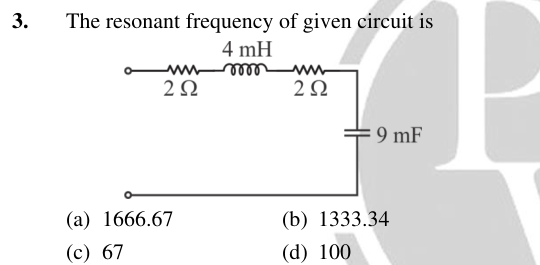 3. The resonant frequency of given circuit is
4 mH
2 Ω 2 Ω
9 mF
(a) 1666.67 (b) 1333.34
(c) 67 (d) 100